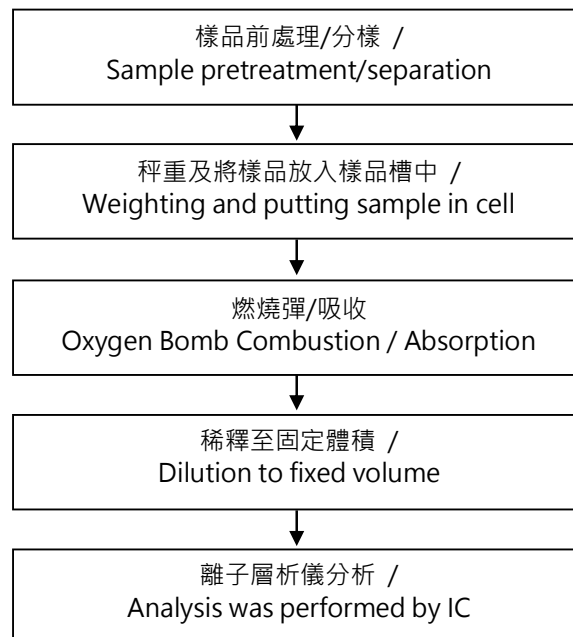 樣品前處理/分樣 /
Sample pretreatment/separation
秤重及將樣品放入樣品槽中 /
Weighting and putting sample in cell
燃燒彈/吸收
Oxygen Bomb Combustion / Absorption
稀釋至固定體積 /
Dilution to fixed volume
離子層析儀分析 /
Analysis was performed by IC